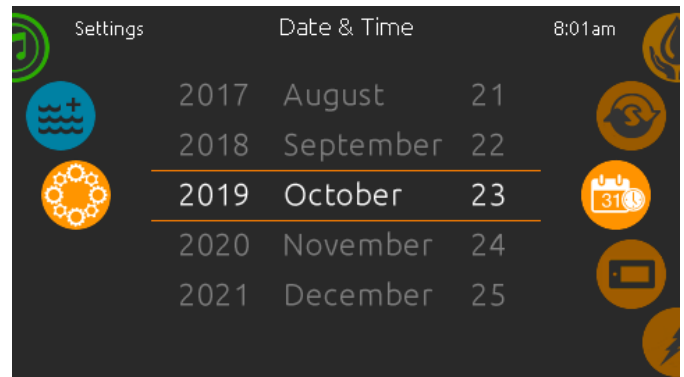 Settings Date & Time 8:01am
2017 August 21
2018 September 22
2019 October 23
31
2020 November 24
2021 December 25